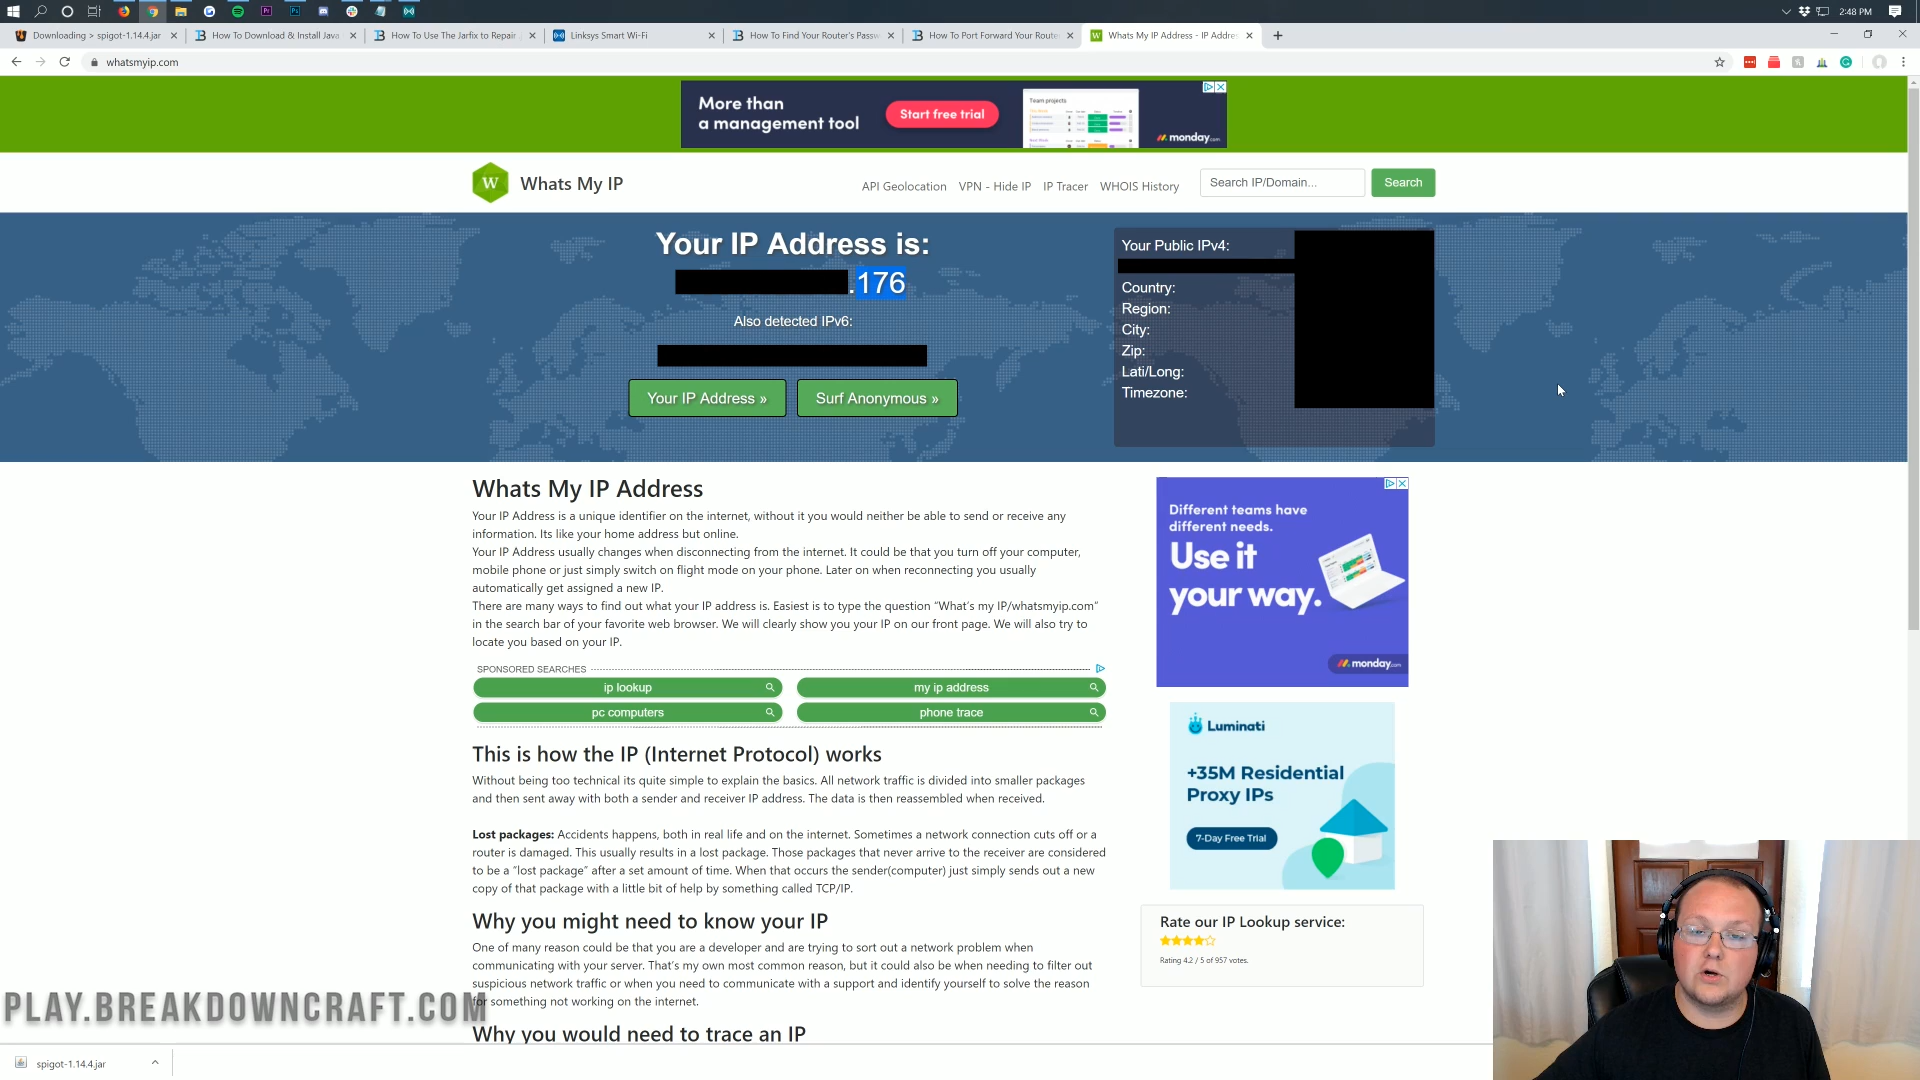 2:48 PM
Downloading > spigot-1.14.4.jar
How To Download & Install Java
How To Use The Jarfix to Repair
Linksys Smart Wi-Fi
How To Find Your Router's Passw
How To Port Forward Your Route
Whats My IP Address - IP Addre
whatsmyip.com
More than
a management tool
Start free trial
Team projects
monday.com
W
Whats My IP
API Geolocation
VPN - Hide IP
IP Tracer
WHOIS History
Search IP/Domain...
Search
Your IP Address is:
.176
Also detected IPv6:
Your IP Address »
Surf Anonymous »
Your Public IPv4:
Country:
Region:
City:
Zip:
Lati/Long:
Timezone:
Whats My IP Address
Your IP Address is a unique identifier on the internet, without it you would neither be able to send or receive any
information. Its like your home address but online.
Your IP Address usually changes when disconnecting from the internet. It could be that you turn off your computer,
mobile phone or just simply switch on flight mode on your phone. Later on when reconnecting you usually
automatically get assigned a new IP.
There are many ways to find out what your IP address is. Easiest is to type the question “What's my IP/whatsmyip.com”
in the search bar of your favorite web browser. We will clearly show you your IP on our front page. We will also try to
locate you based on your IP.
SPONSORED SEARCHES
ip lookup
my ip address
pc computers
phone trace
This is how the IP (Internet Protocol) works
Without being too technical its quite simple to explain the basics. All network traffic is divided into smaller packages
and then sent away with both a sender and receiver IP address. The data is then reassembled when received.
Lost packages: Accidents happens, both in real life and on the internet. Sometimes a network connection cuts off or a
router is damaged. This usually results in a lost package. Those packages that never arrive to the receiver are considered
to be a “lost package” after a set amount of time. When that occurs the sender(computer) just simply sends out a new
copy of that package with a little bit of help by something called TCP/IP.
Why you might need to know your IP
One of many reason could be that you are a developer and are trying to sort out a network problem when
communicating with your server. That's my own most common reason, but it could also be when needing to filter out
suspicious network traffic or when you need to communicate with a support and identify yourself to solve the reason
for something not working on the internet.
Why you would need to trace an IP
Different teams have
different needs.
Use it
your way.
monday.com
Luminati
+35M Residential
Proxy IPs
7-Day Free Trial
Rate our IP Lookup service:
Rating 4.2 / 5 of 957 votes.
PLAY.BREAKDOWNCRAFT.COM
spigot-1.14.4.jar